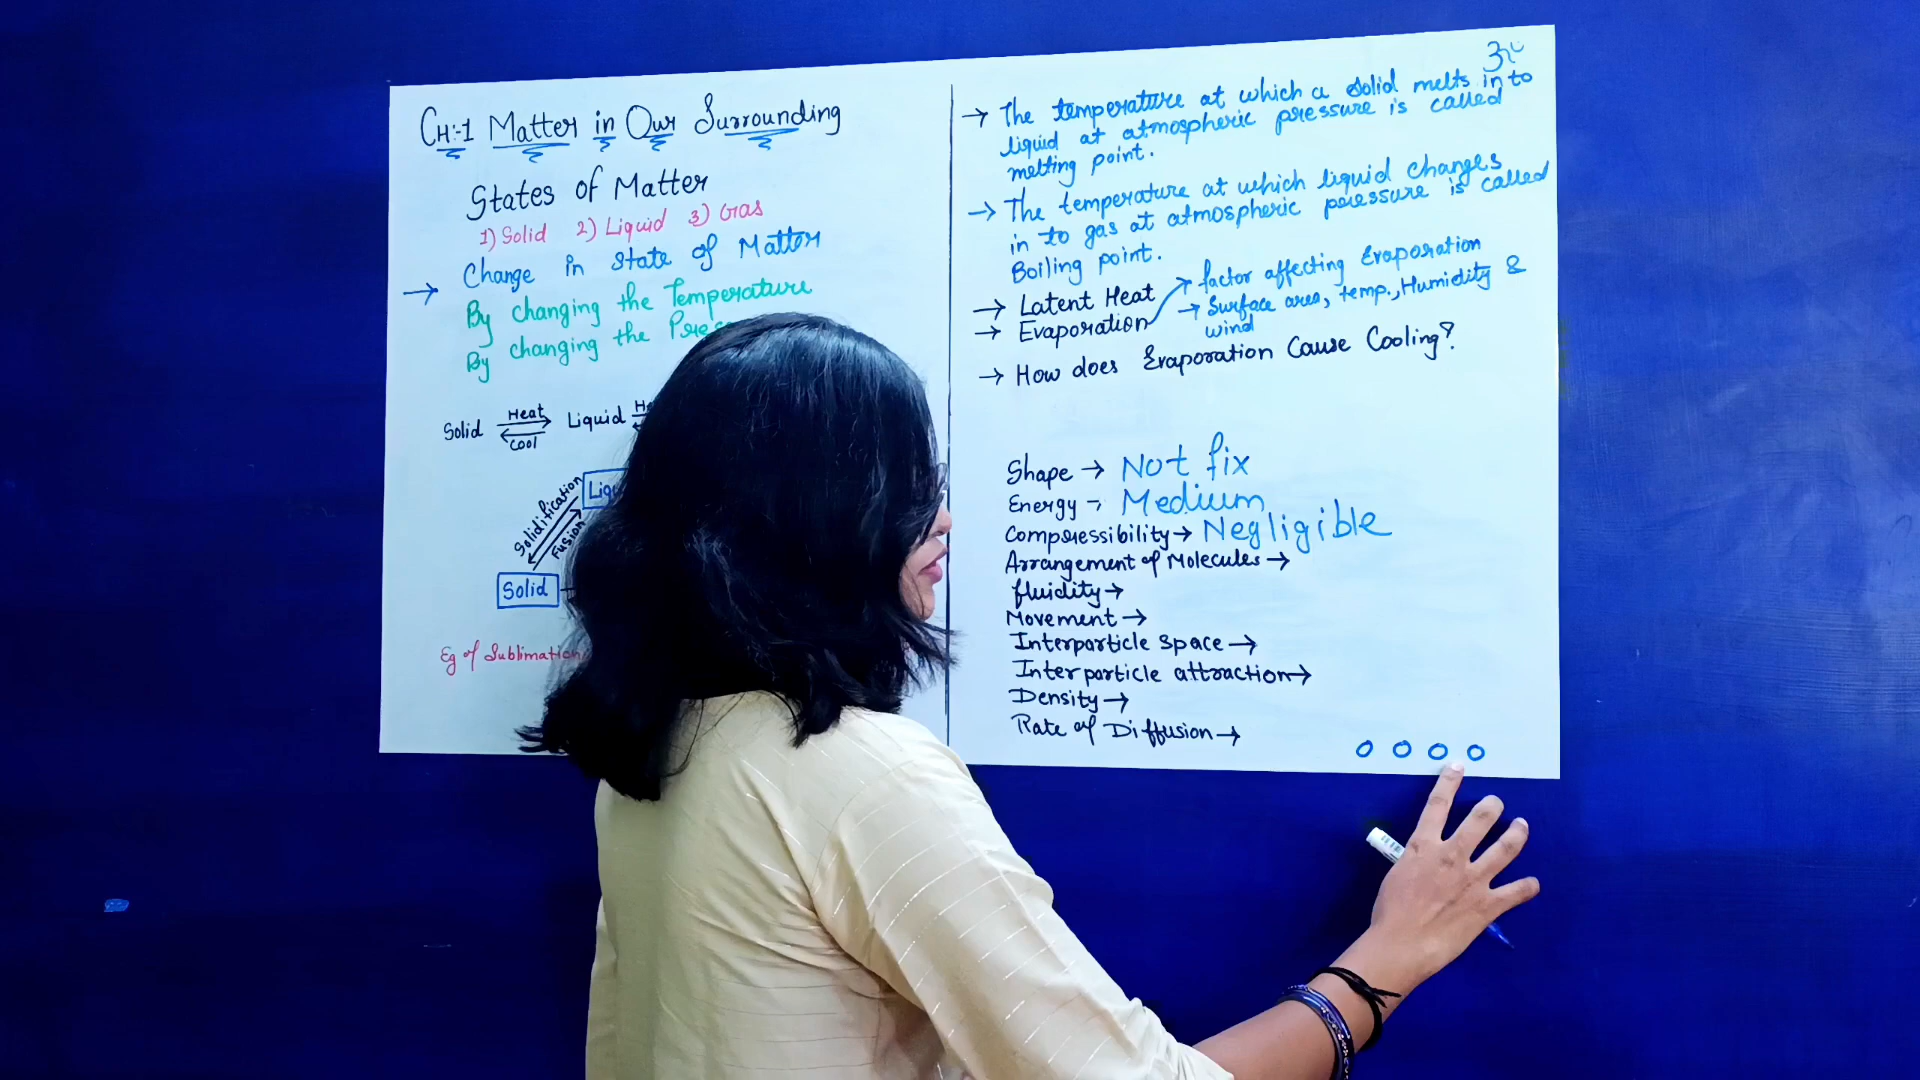 CH:-1 Matter in Our Surrounding
States of Matter
1) Solid 2) Liquid 3) Gas
→ Change in State of Matter
By changing the Temperature
By changing the
Solid Heat Cool Liquid
Solidification
Fusion
Solid
Eg of Sublimation
→ The temperature at which a solid melts in to
liquid at atmospheric pressure is called
melting point.
→ The temperature at which liquid changes
in to gas at atmospheric pressure is called
Boiling point.
→ Latent Heat
→ Evaporation → factor affecting Evaporation
→ Surface area, temp., Humidity &
wind
→ How does Evaporation Cause Cooling?
Shape → Not fix
Energy → Medium
Compressibility → Negligible
Arrangement of Molecules →
fluidity →
Movement →
Interparticle Space →
Interparticle attraction →
Density →
Rate of Diffusion →